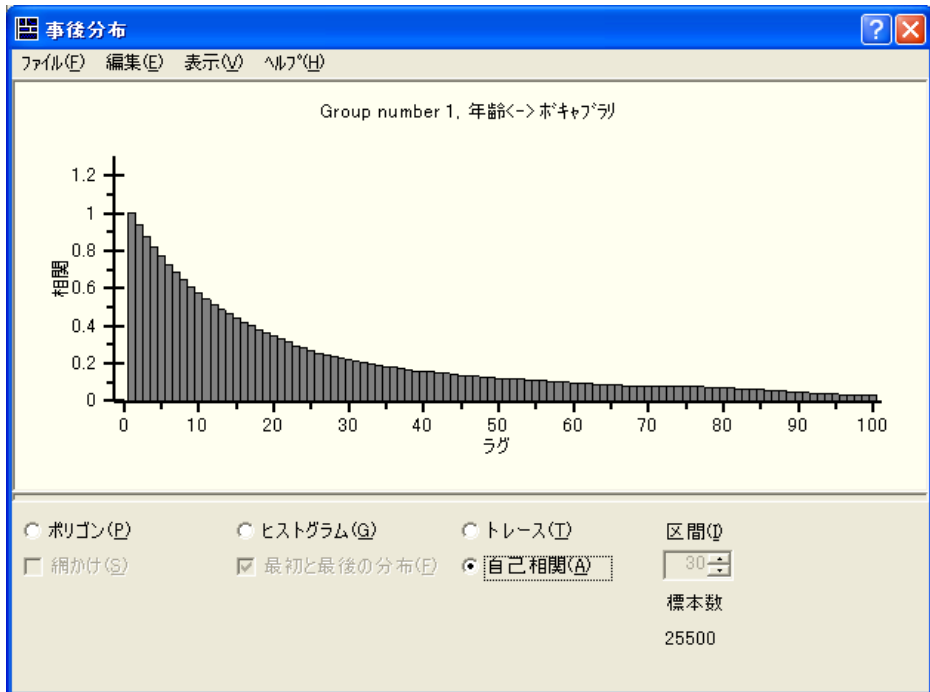 事後分布
ファイル(F) 編集(E) 表示(V) ヘルプ(H)
Group number 1, 年齢<->ボキャブラリ
相関
1.2
1
0.8
0.6
0.4
0.2
0
0 10 20 30 40 50 60 70 80 90 100
ラグ
ポリゴン(P) ヒストグラム(G) トレース(T) 区間(I)
網かけ(S) 最初と最後の分布(F) 自己相関(A) 30
標本数
25500